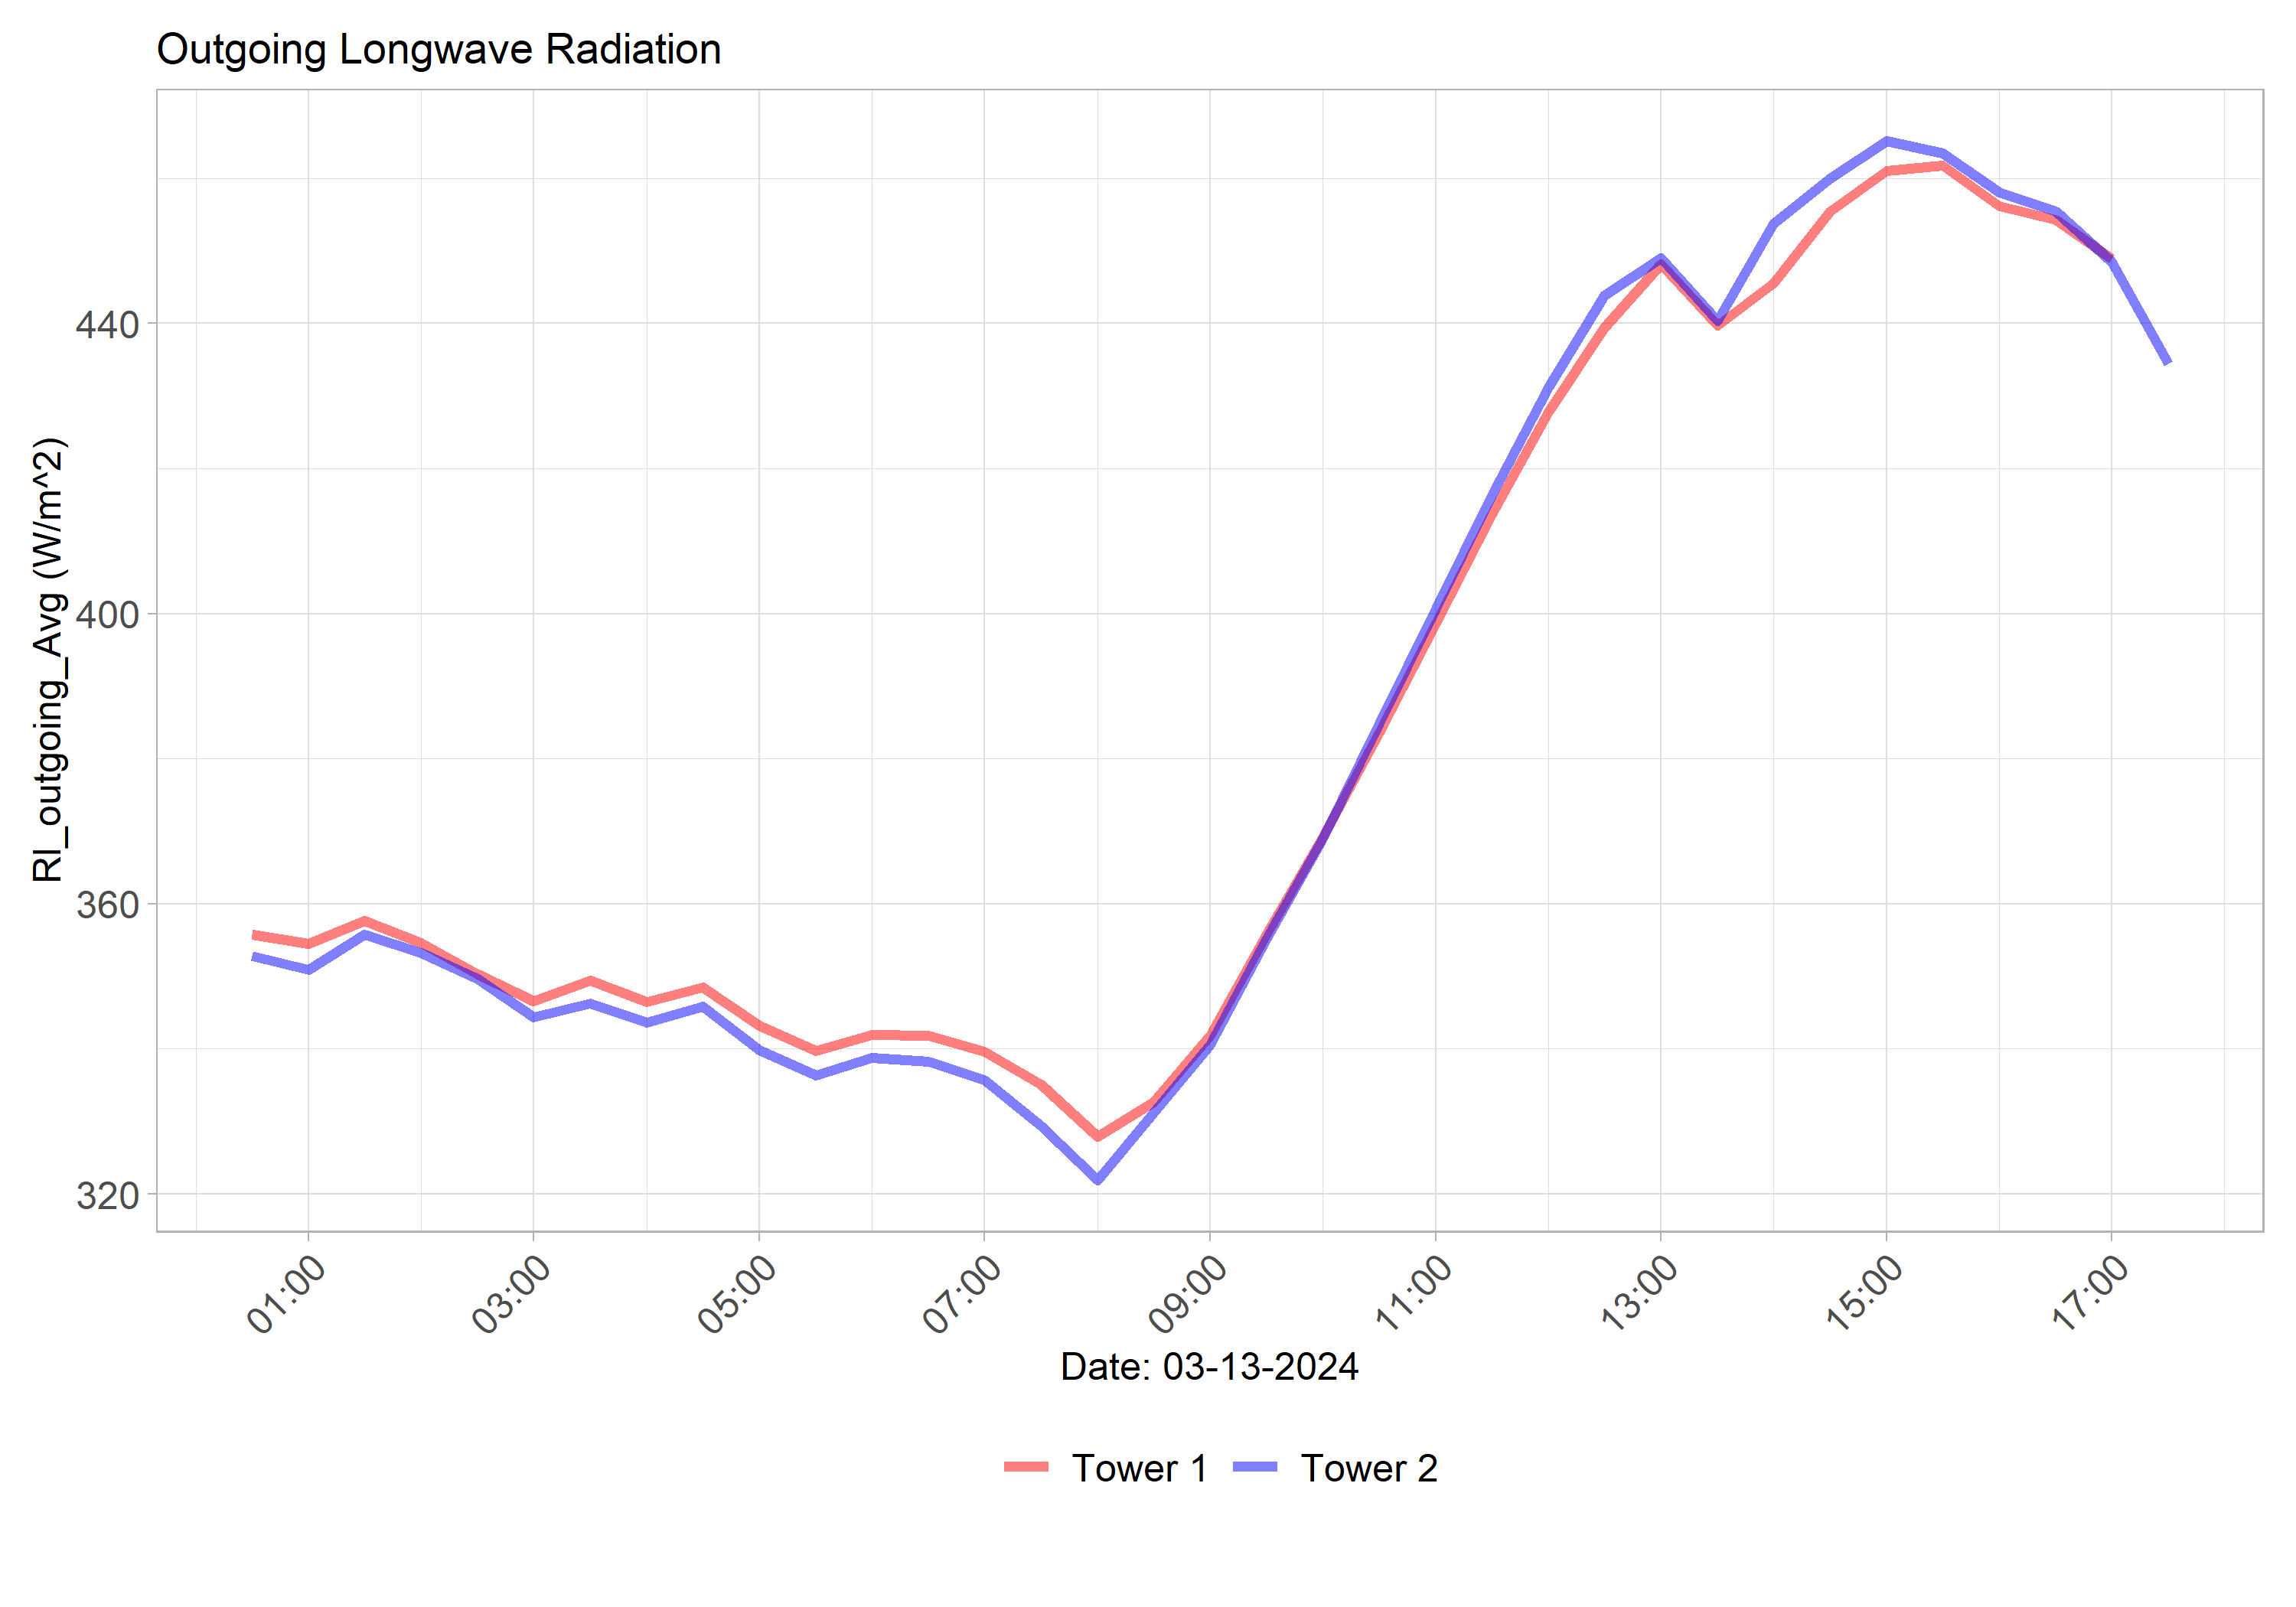 Outgoing Longwave Radiation
Rl_outgoing_Avg (W/m^2)
440
400
360
320
01:00 03:00 05:00 07:00 09:00 11:00 13:00 15:00 17:00
Date: 03-13-2024
Tower 1 Tower 2